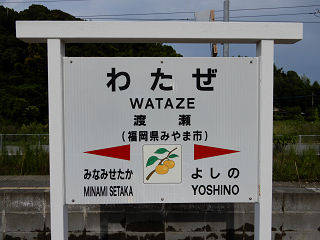 わたぜ
WATAZE
渡瀬
（福岡県みやま市）
みなみせたか よしの
MINAMI SETAKA YOSHINO